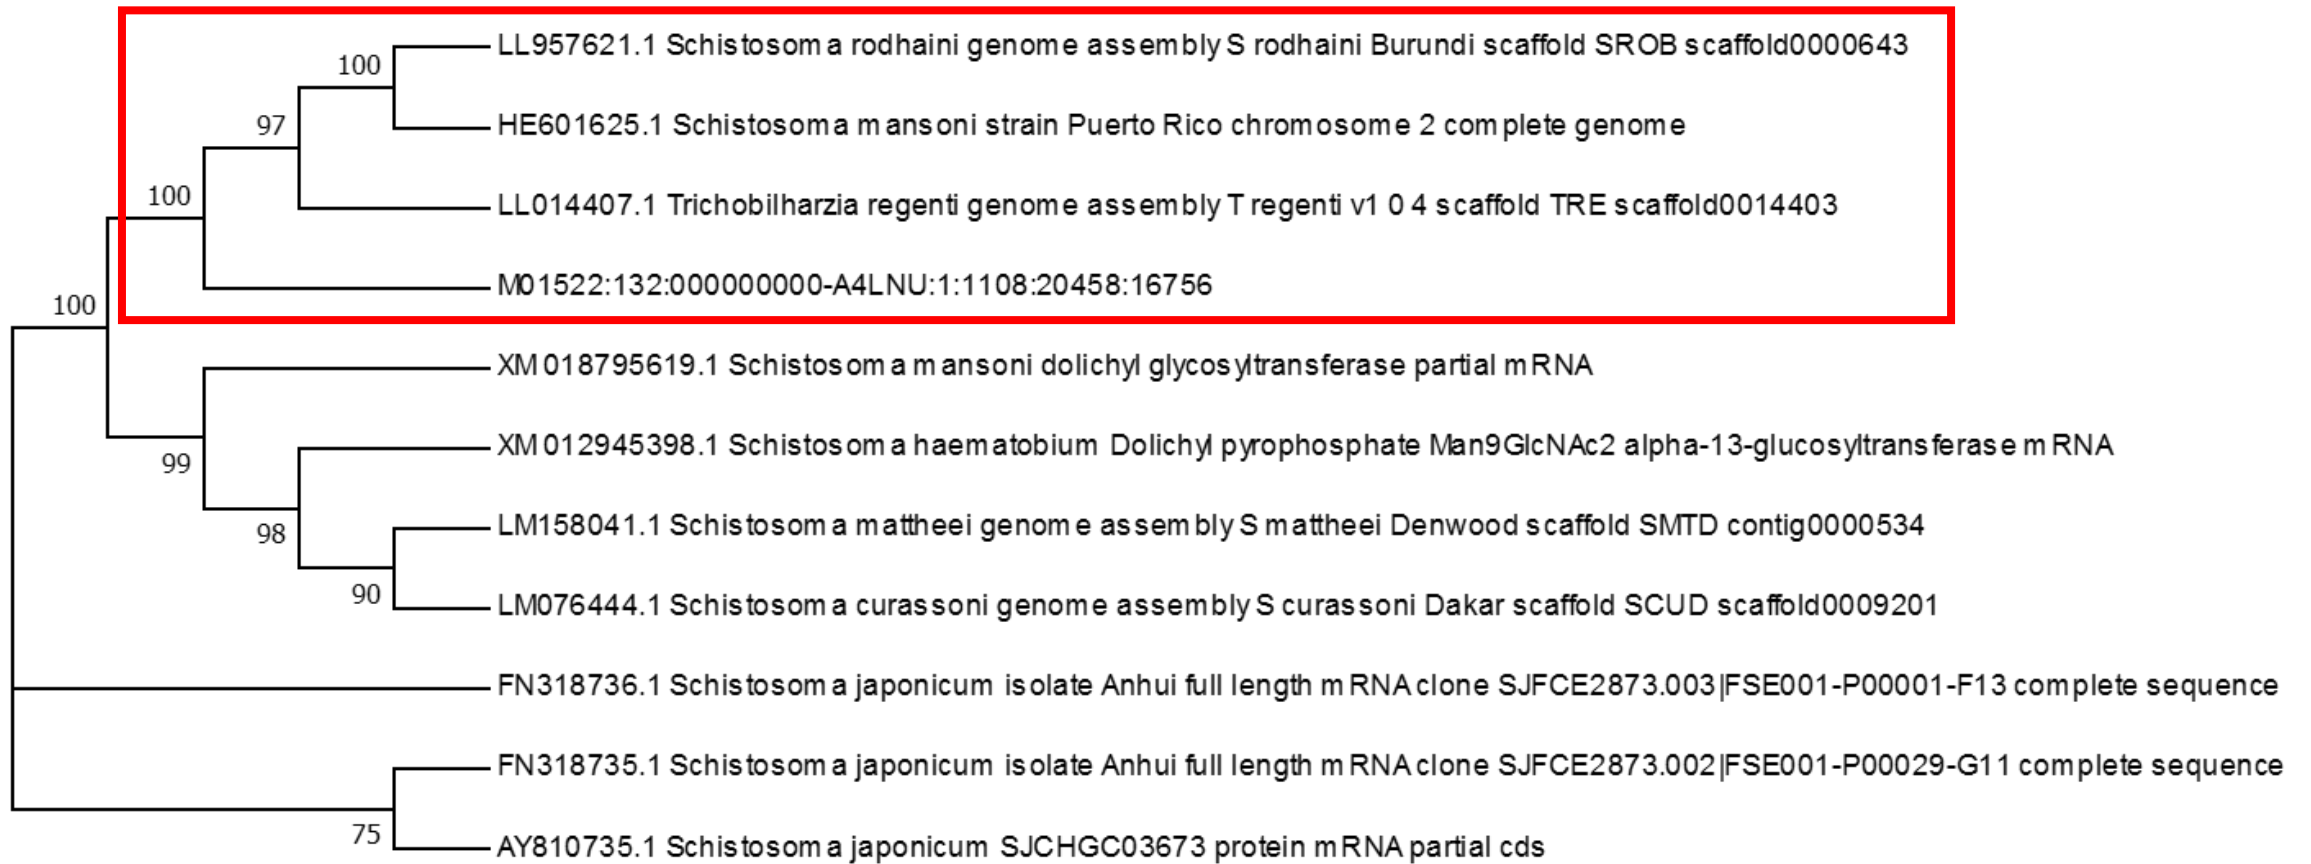 100
LL957621.1 Schistosoma rodhaini genome assembly S rodhaini Burundi scaffold SROB scaffold0000643
97
HE601625.1 Schistosoma mansoni strain Puerto Rico chromosome 2 complete genome
100
LL014407.1 Trichobilharzia regenti genome assembly T regenti v1 0 4 scaffold TRE scaffold0014403
M01522:132:000000000-A4LNU:1:1108:20458:16756
100
XM 018795619.1 Schistosoma mansoni dolichyl glycosyltransferase partial mRNA
XM 012945398.1 Schistosoma haematobium Dolichyl pyrophosphate Man9GlcNAc2 alpha-13-glucosyltransferase mRNA
99
LM158041.1 Schistosoma mattheei genome assembly S mattheei Denwood scaffold SMTD contig0000534
98
LM076444.1 Schistosoma curassoni genome assembly S curassoni Dakar scaffold SCUD scaffold0009201
90
FN318736.1 Schistosoma japonicum isolate Anhui full length mRNA clone SJFCE2873.003|FSE001-P00001-F13 complete sequence
FN318735.1 Schistosoma japonicum isolate Anhui full length mRNA clone SJFCE2873.002|FSE001-P00029-G11 complete sequence
75
AY810735.1 Schistosoma japonicum SJCHGC03673 protein mRNA partial cds